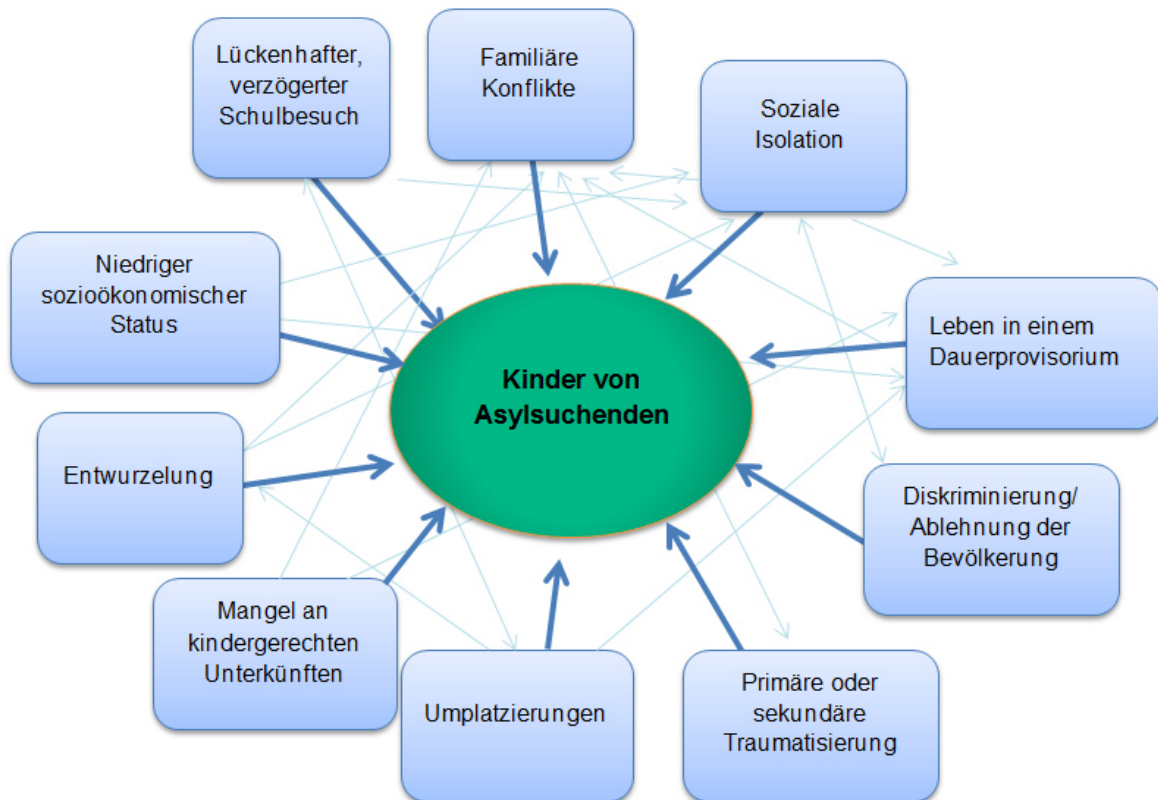 Lückenhafter,
verzögerter
Schulbesuch
Familiäre
Konflikte
Soziale
Isolation
Niedriger
sozioökonomischer
Status
Leben in einem
Dauerprovisorium
Kinder von
Asylsuchenden
Entwurzelung
Diskriminierung/
Ablehnung der
Bevölkerung
Mangel an
kindergerechten
Unterkünften
Umplatzierungen
Primäre oder
sekundäre
Traumatisierung